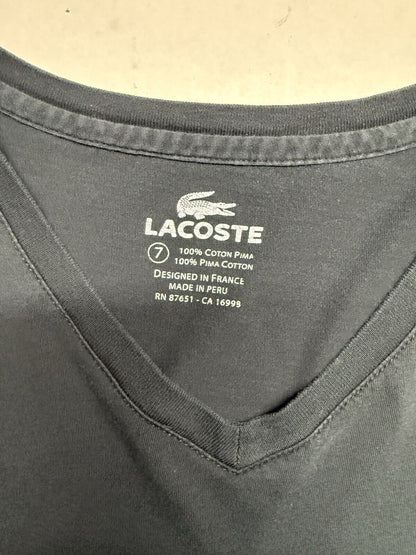 LACOSTE
7 100% COTON PIMA
100% PIMA COTTON
DESIGNED IN FRANCE
MADE IN PERU
RN 87651 - CA 16998